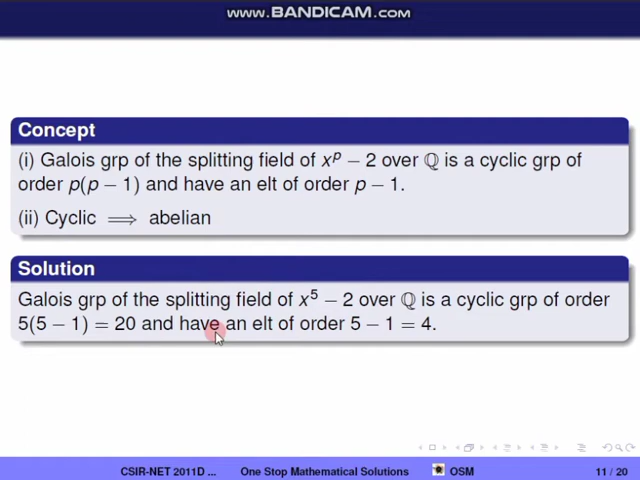 www.BANDICAM.com
Concept
(i) Galois grp of the splitting field of x^p − 2 over ℚ is a cyclic grp of
order p(p − 1) and have an elt of order p − 1.
(ii) Cyclic ⟹ abelian
Solution
Galois grp of the splitting field of x^5 − 2 over ℚ is a cyclic grp of order
5(5 − 1) = 20 and have an elt of order 5 − 1 = 4.
CSIR-NET 2011D ... One Stop Mathematical Solutions OSM 11 / 20